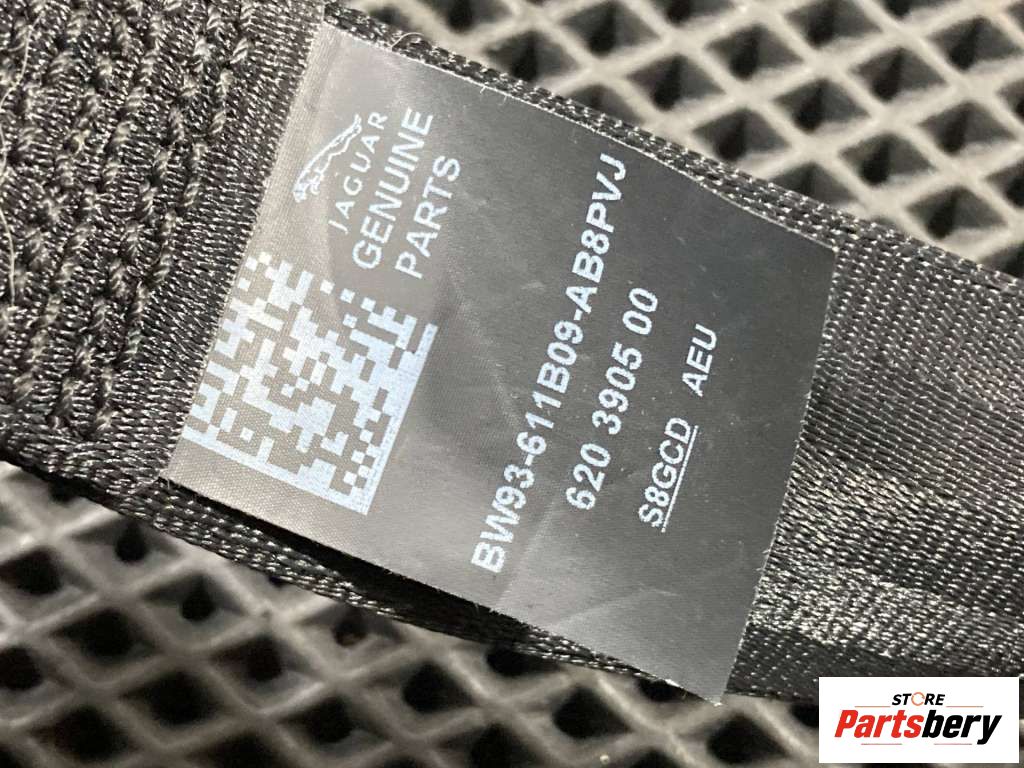 JAGUAR
GENUINE
PARTS
BW93-611B09-AB8PVJ
620 3905 00
S8GCD AEU
STORE
Partsbery